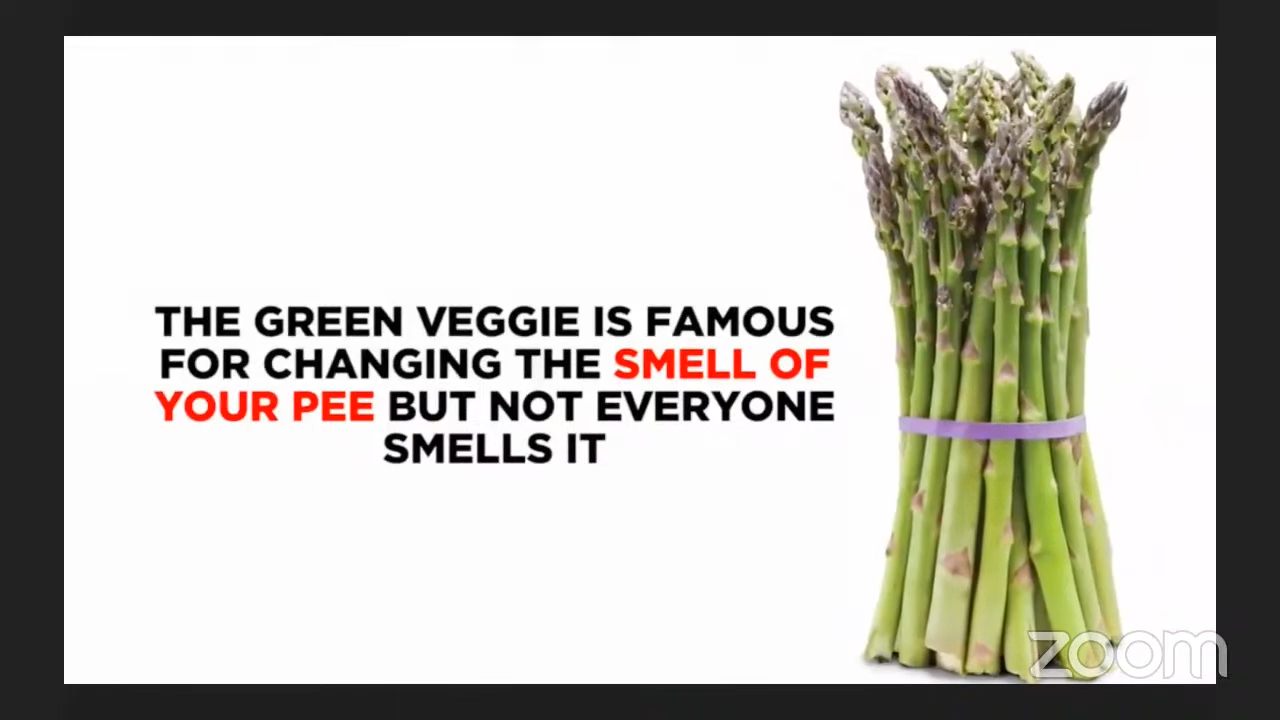 THE GREEN VEGGIE IS FAMOUS
FOR CHANGING THE SMELL OF
YOUR PEE BUT NOT EVERYONE
SMELLS IT
zoom